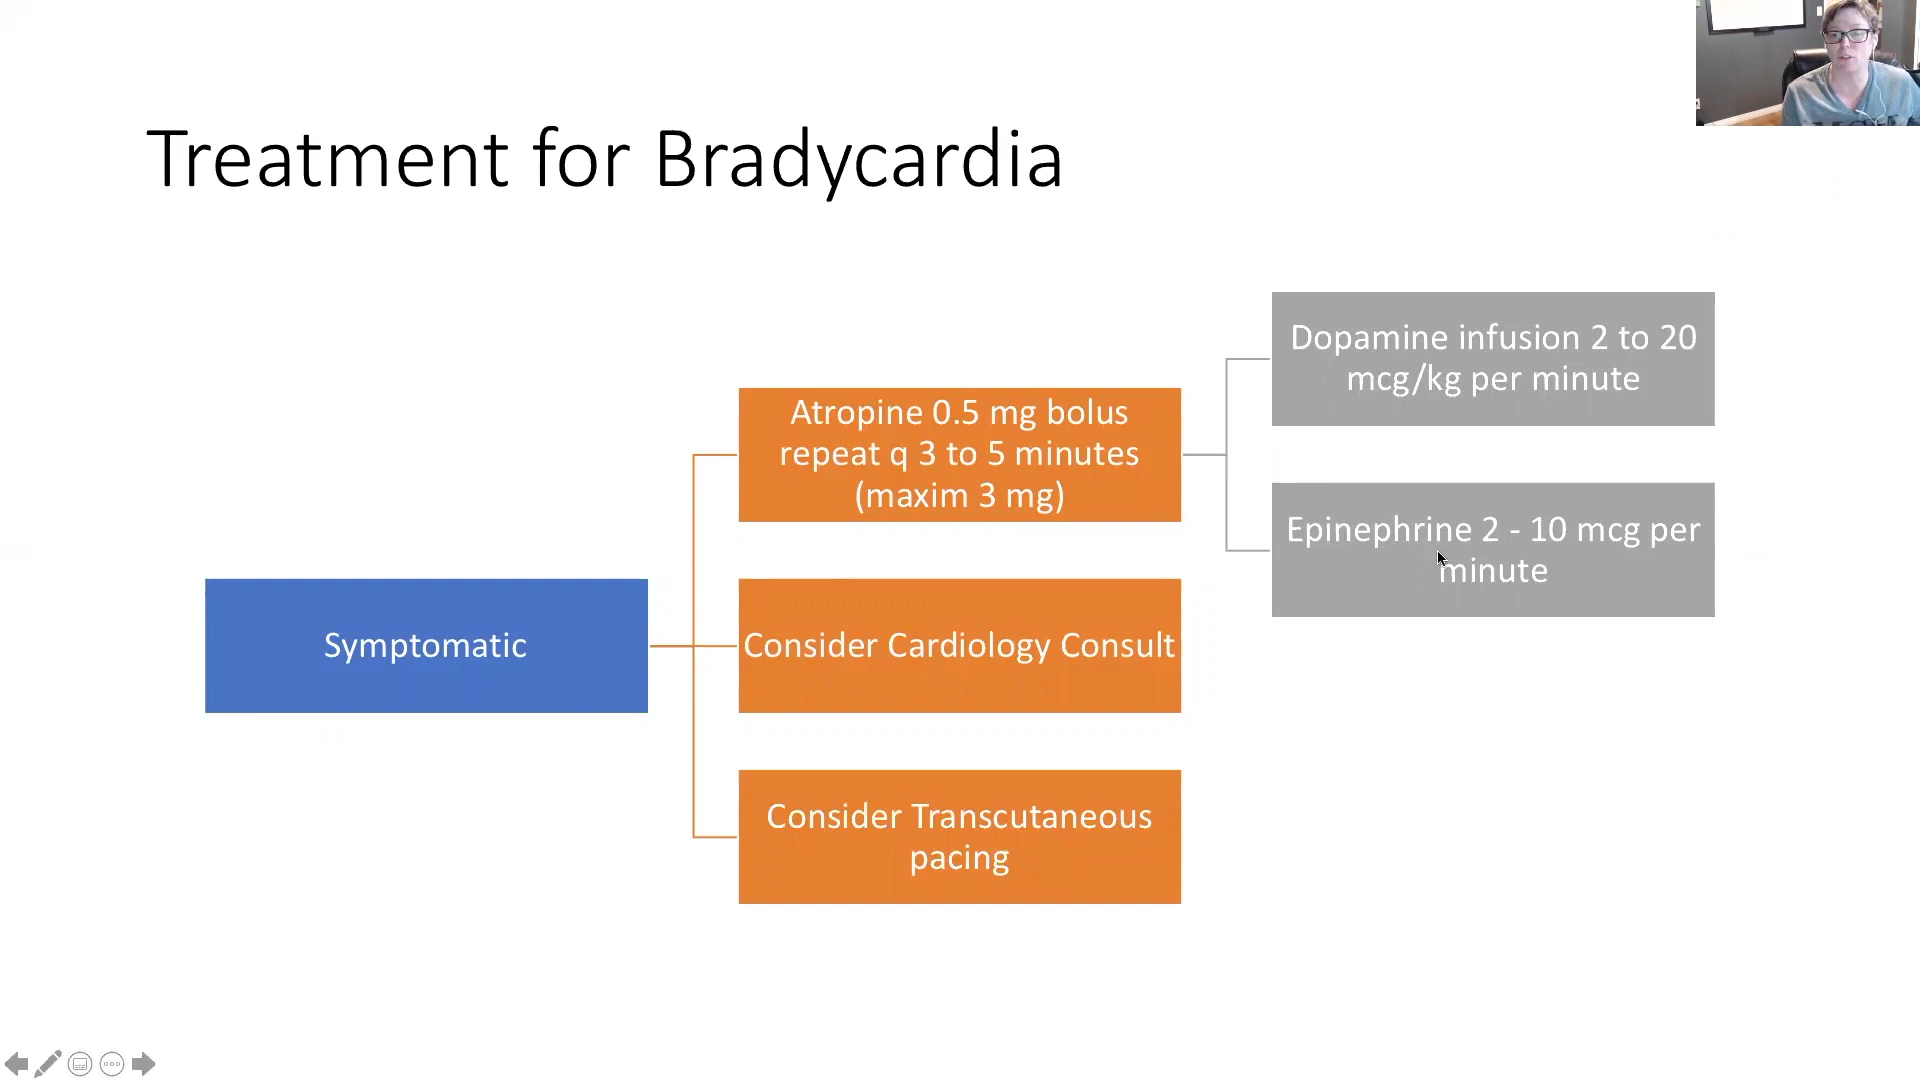 Treatment for Bradycardia
Symptomatic
Atropine 0.5 mg bolus
repeat q 3 to 5 minutes
(maxim 3 mg)
Consider Cardiology Consult
Consider Transcutaneous
pacing
Dopamine infusion 2 to 20
mcg/kg per minute
Epinephrine 2 - 10 mcg per
minute